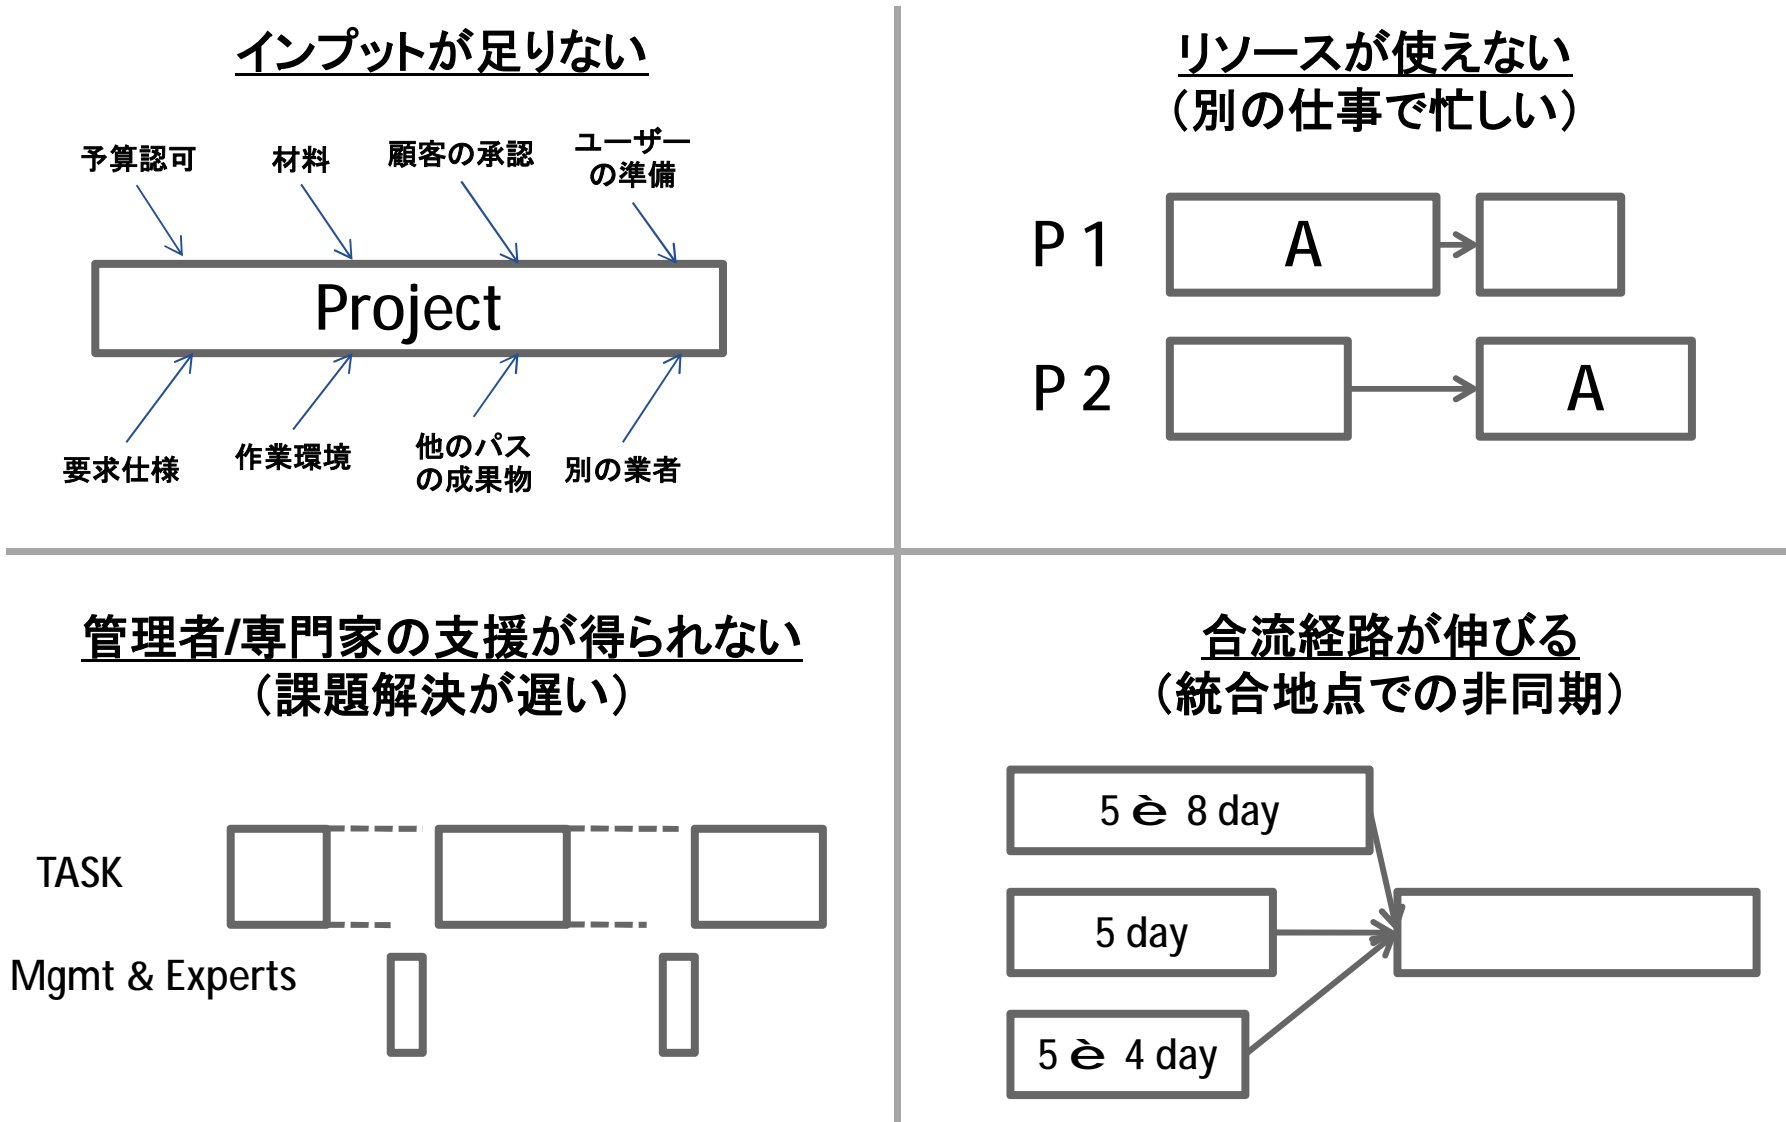 インプットが足りない
予算認可
材料
顧客の承認
ユーザー
の準備
Project
要求仕様
作業環境
他のパス
の成果物
別の業者
リソースが使えない
（別の仕事で忙しい）
P 1
A
P 2
A
管理者/専門家の支援が得られない
（課題解決が遅い）
TASK
Mgmt & Experts
合流経路が伸びる
（統合地点での非同期）
5 è 8 day
5 day
5 è 4 day